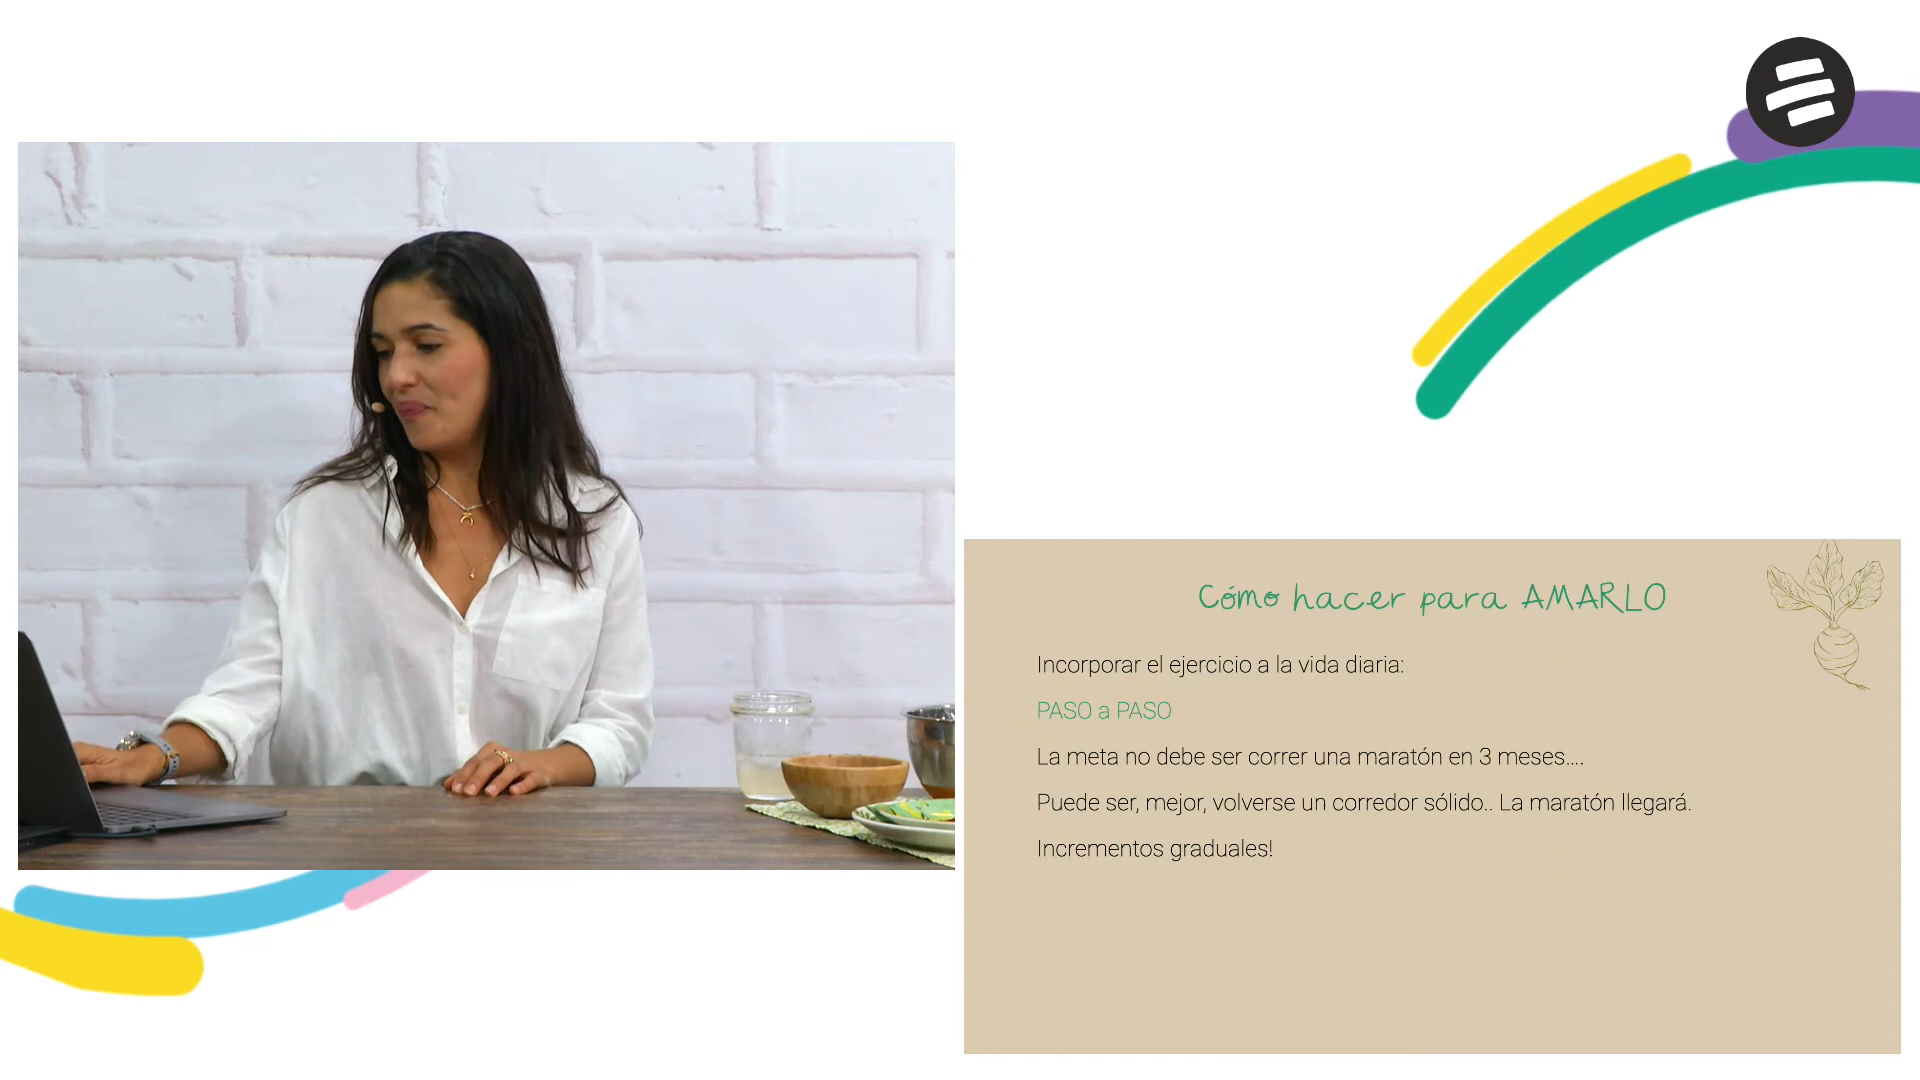 Cómo hacer para AMARLO
Incorporar el ejercicio a la vida diaria:
PASO a PASO
La meta no debe ser correr una maratón en 3 meses....
Puede ser, mejor, volverse un corredor sólido.. La maratón llegará.
Incrementos graduales!